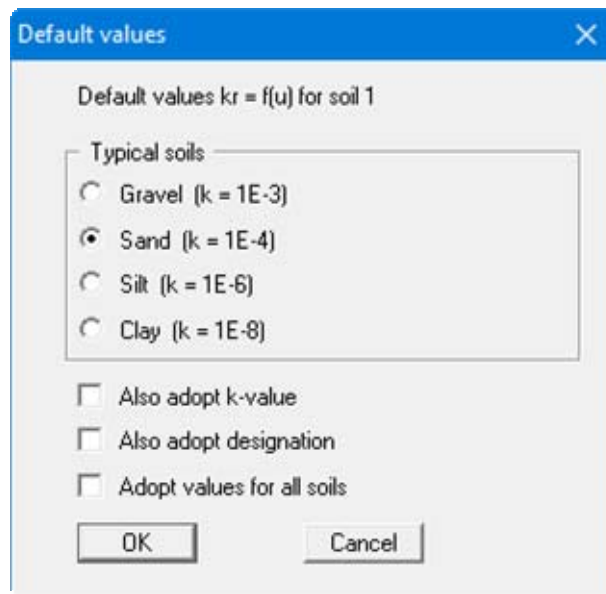 Default values
Default values kr = f(u) for soil 1
Typical soils
Gravel (k = 1E-3)
Sand (k = 1E-4)
Silt (k = 1E-6)
Clay (k = 1E-8)
Also adopt k-value
Also adopt designation
Adopt values for all soils
OK Cancel